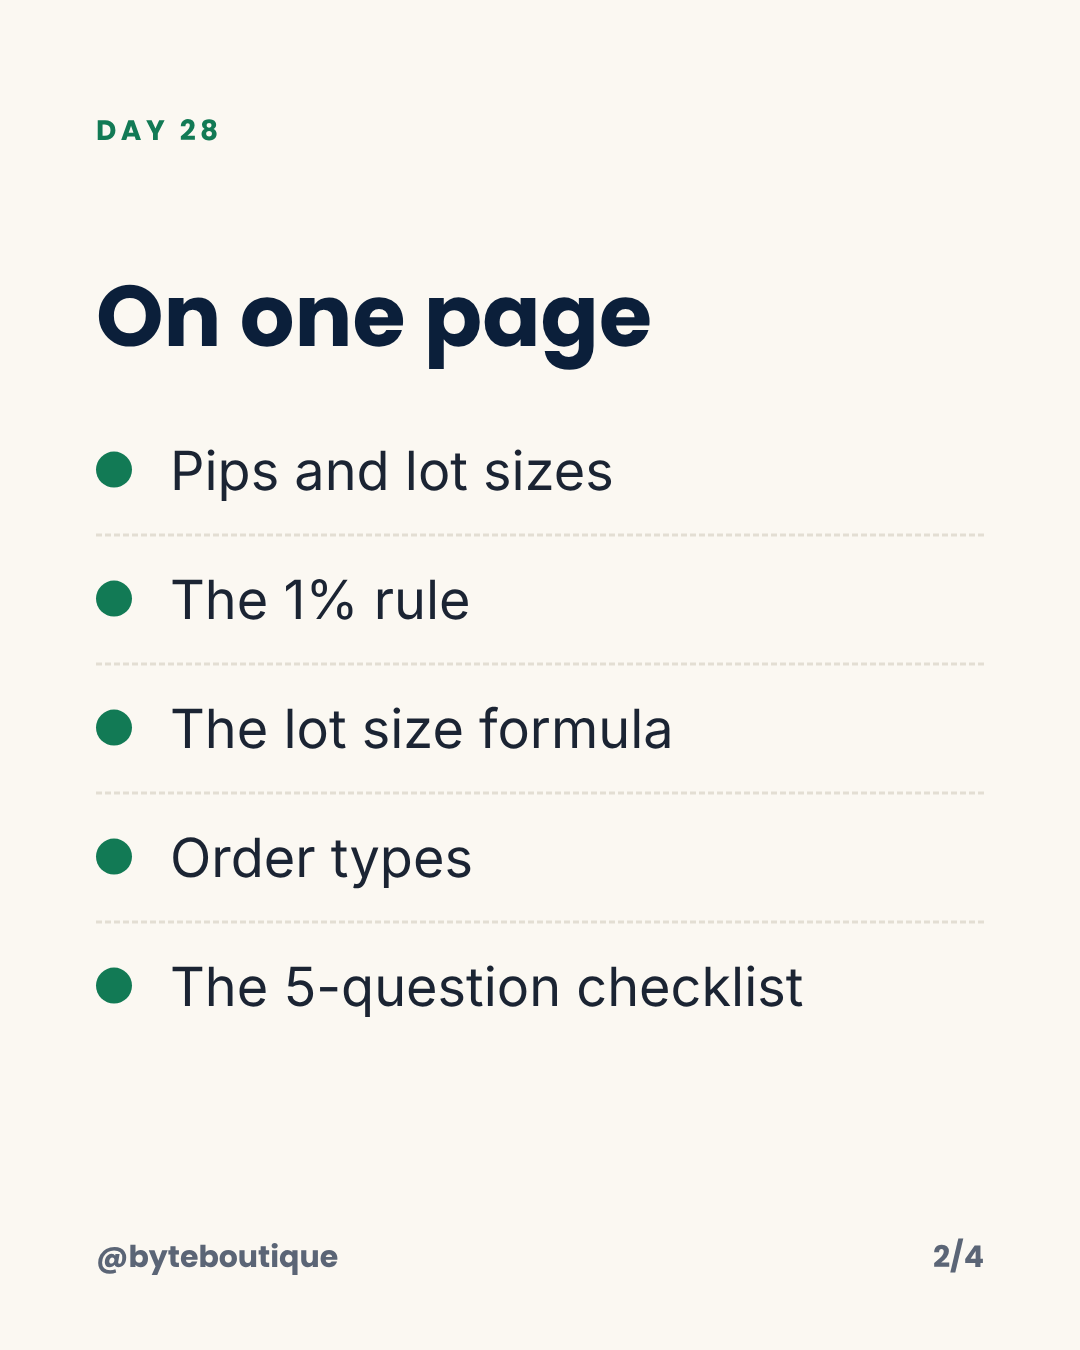 DAY 28
On one page
Pips and lot sizes
The 1% rule
The lot size formula
Order types
The 5-question checklist
@byteboutique
2/4